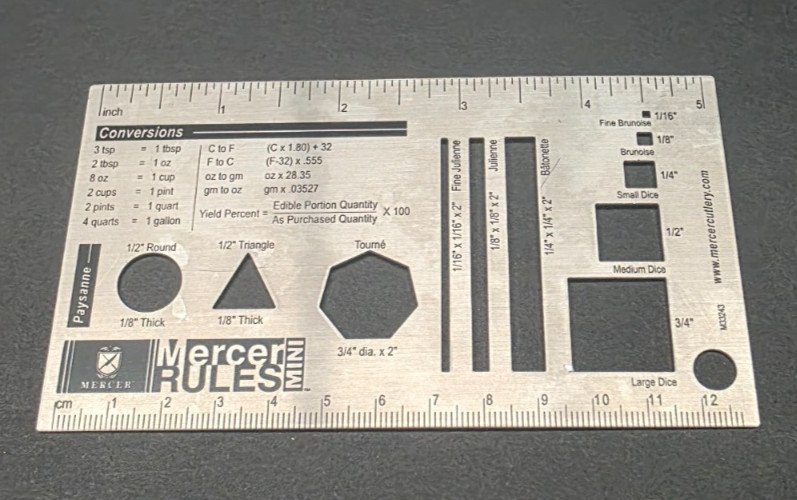 inch 1 2 3 4 5
Conversions
3 tsp = 1 tbsp
2 tbsp = 1 oz
8 oz = 1 cup
2 cups = 1 pint
2 pints = 1 quart
4 quarts = 1 gallon
C to F (C x 1.80) + 32
F to C (F-32) x .555
oz to gm oz x 28.35
gm to oz gm x .03527
Yield Percent = Edible Portion Quantity / As Purchased Quantity X 100
Paysanne
1/2" Round
1/8" Thick
1/2" Triangle
1/8" Thick
Tourné
3/4" dia. x 2"
1/16" x 1/16" x 2" Fine Julienne
1/8" x 1/8" x 2" Julienne
1/4" x 1/4" x 2" Bâtonette
1/16"
Fine Brunoise
1/8"
Brunoise
1/4"
Small Dice
1/2"
Medium Dice
3/4"
Large Dice
www.mercercutlery.com
M33243
MERCER
Mercer
RULES
MINI
cm 1 2 3 4 5 6 7 8 9 10 11 12